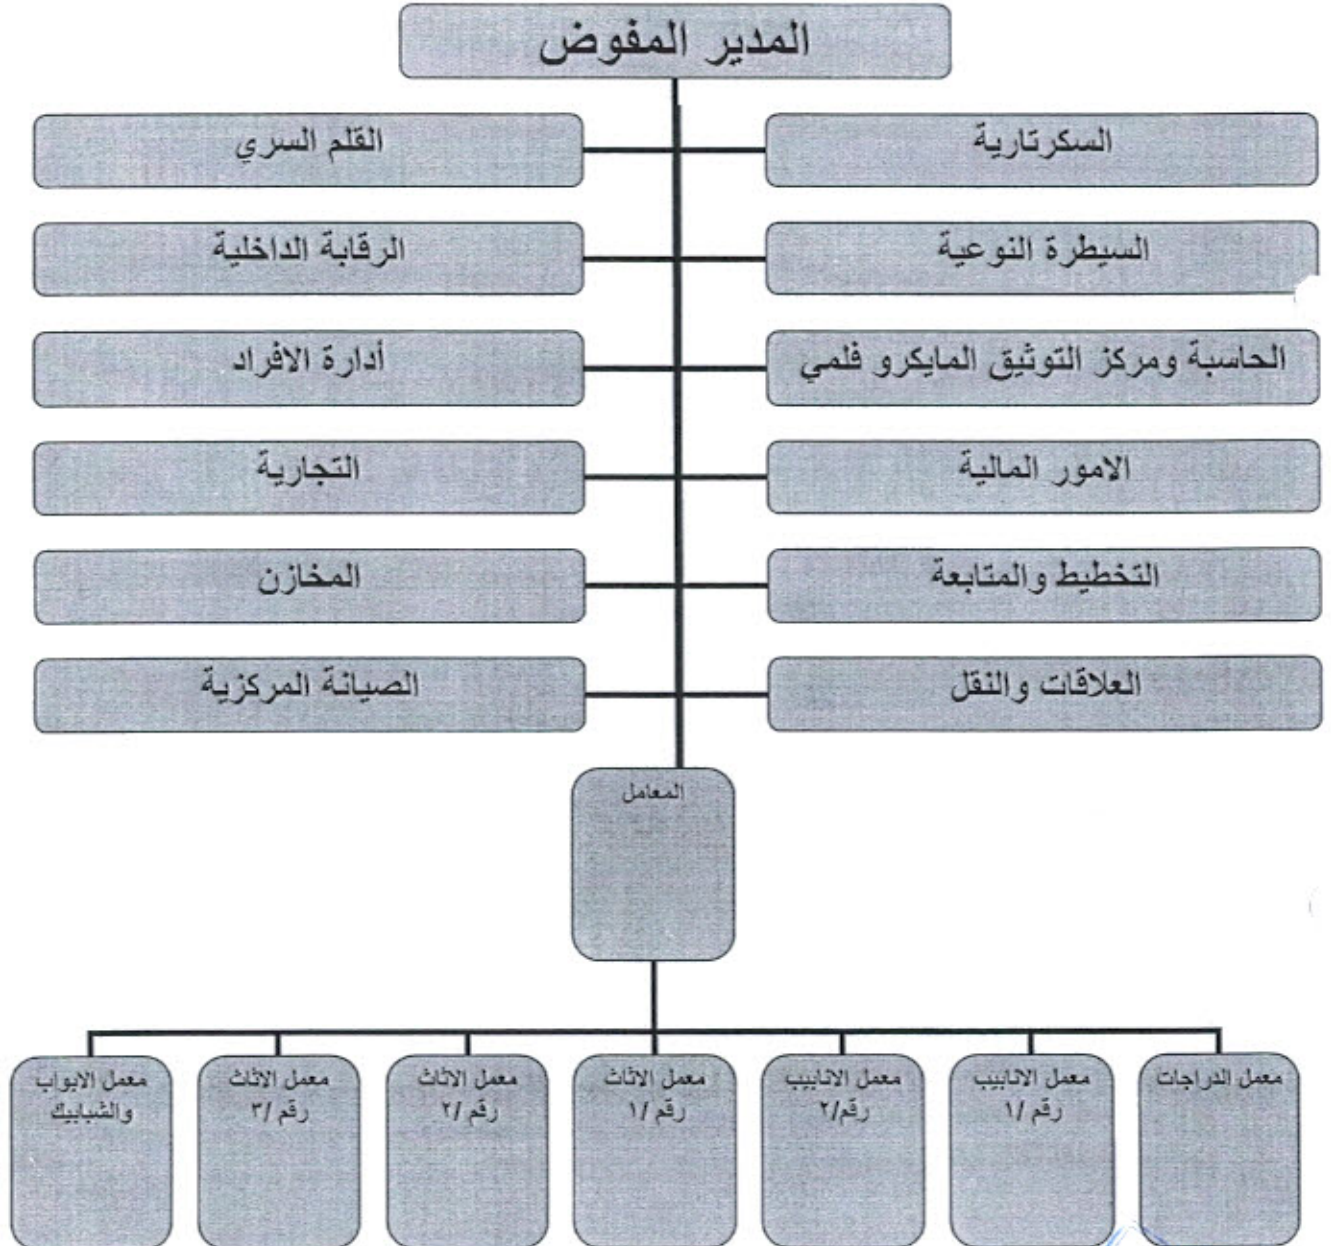 المدير المفوض
السكرتارية
القلم السري
السيطرة النوعية
الرقابة الداخلية
الحاسبة ومركز التوثيق المايكرو فلمي
أدارة الافراد
الامور المالية
التجارية
التخطيط والمتابعة
المخازن
العلاقات والنقل
الصيانة المركزية
المعامل
معمل الدراجات
معمل الانابيب
رقم /١
معمل الانابيب
رقم/٢
معمل الاثاث
رقم /١
معمل الاثاث
رقم /٢
معمل الاثاث
رقم /٣
معمل الابواب
والشبابيك